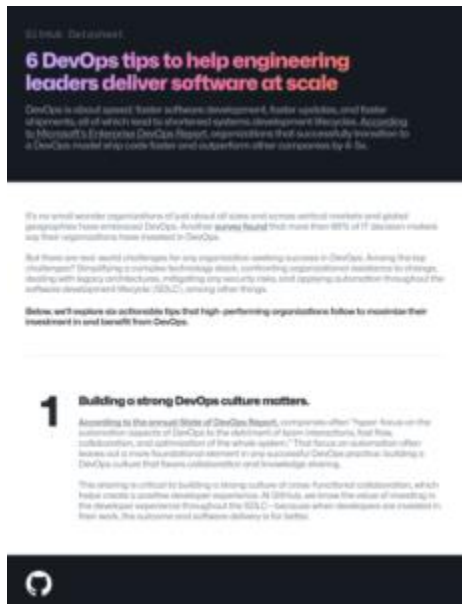 GitHub Datasheet
6 DevOps tips to help engineering
leaders deliver software at scale
DevOps is about speed: faster software development, faster updates, and faster
shipments, all of which lead to shortened systems development lifecycles. According
to Microsoft's Enterprise DevOps Report, organizations that successfully transition to
a DevOps model ship code faster and outperform other companies by 4-5x.
It's no small wonder organizations of just about all sizes and across vertical markets and global
geographies have embraced DevOps. Another survey found that more than % of IT decision makers
say their organizations have invested in DevOps.
But there are real-world challenges for any organization seeking success in DevOps. Among the top
challenges? Simplifying a complex technology stack, confronting organizational resistance to change,
dealing with legacy architectures, mitigating any security risks, and applying automation throughout the
software development lifecycle (SDLC), among other things.
Below, we'll explore six actionable tips that high-performing organizations follow to maximize their
investment in and benefit from DevOps.
1
Building a strong DevOps culture matters.
According to the annual State of DevOps Report, companies often "hyper-focus on the
automation aspects of DevOps to the detriment of team interactions, fast flow,
collaboration, and optimization of the whole system." That focus on automation often
leaves out a more foundational element in any successful DevOps practice: building a
DevOps culture that favors collaboration and knowledge sharing.
This sharing is critical to building a strong culture of cross-functional collaboration, which
helps create a positive developer experience. At GitHub, we know the value of investing in
the developer experience throughout the SDLC—because when developers are invested in
their work, the outcome and software delivery is far better.